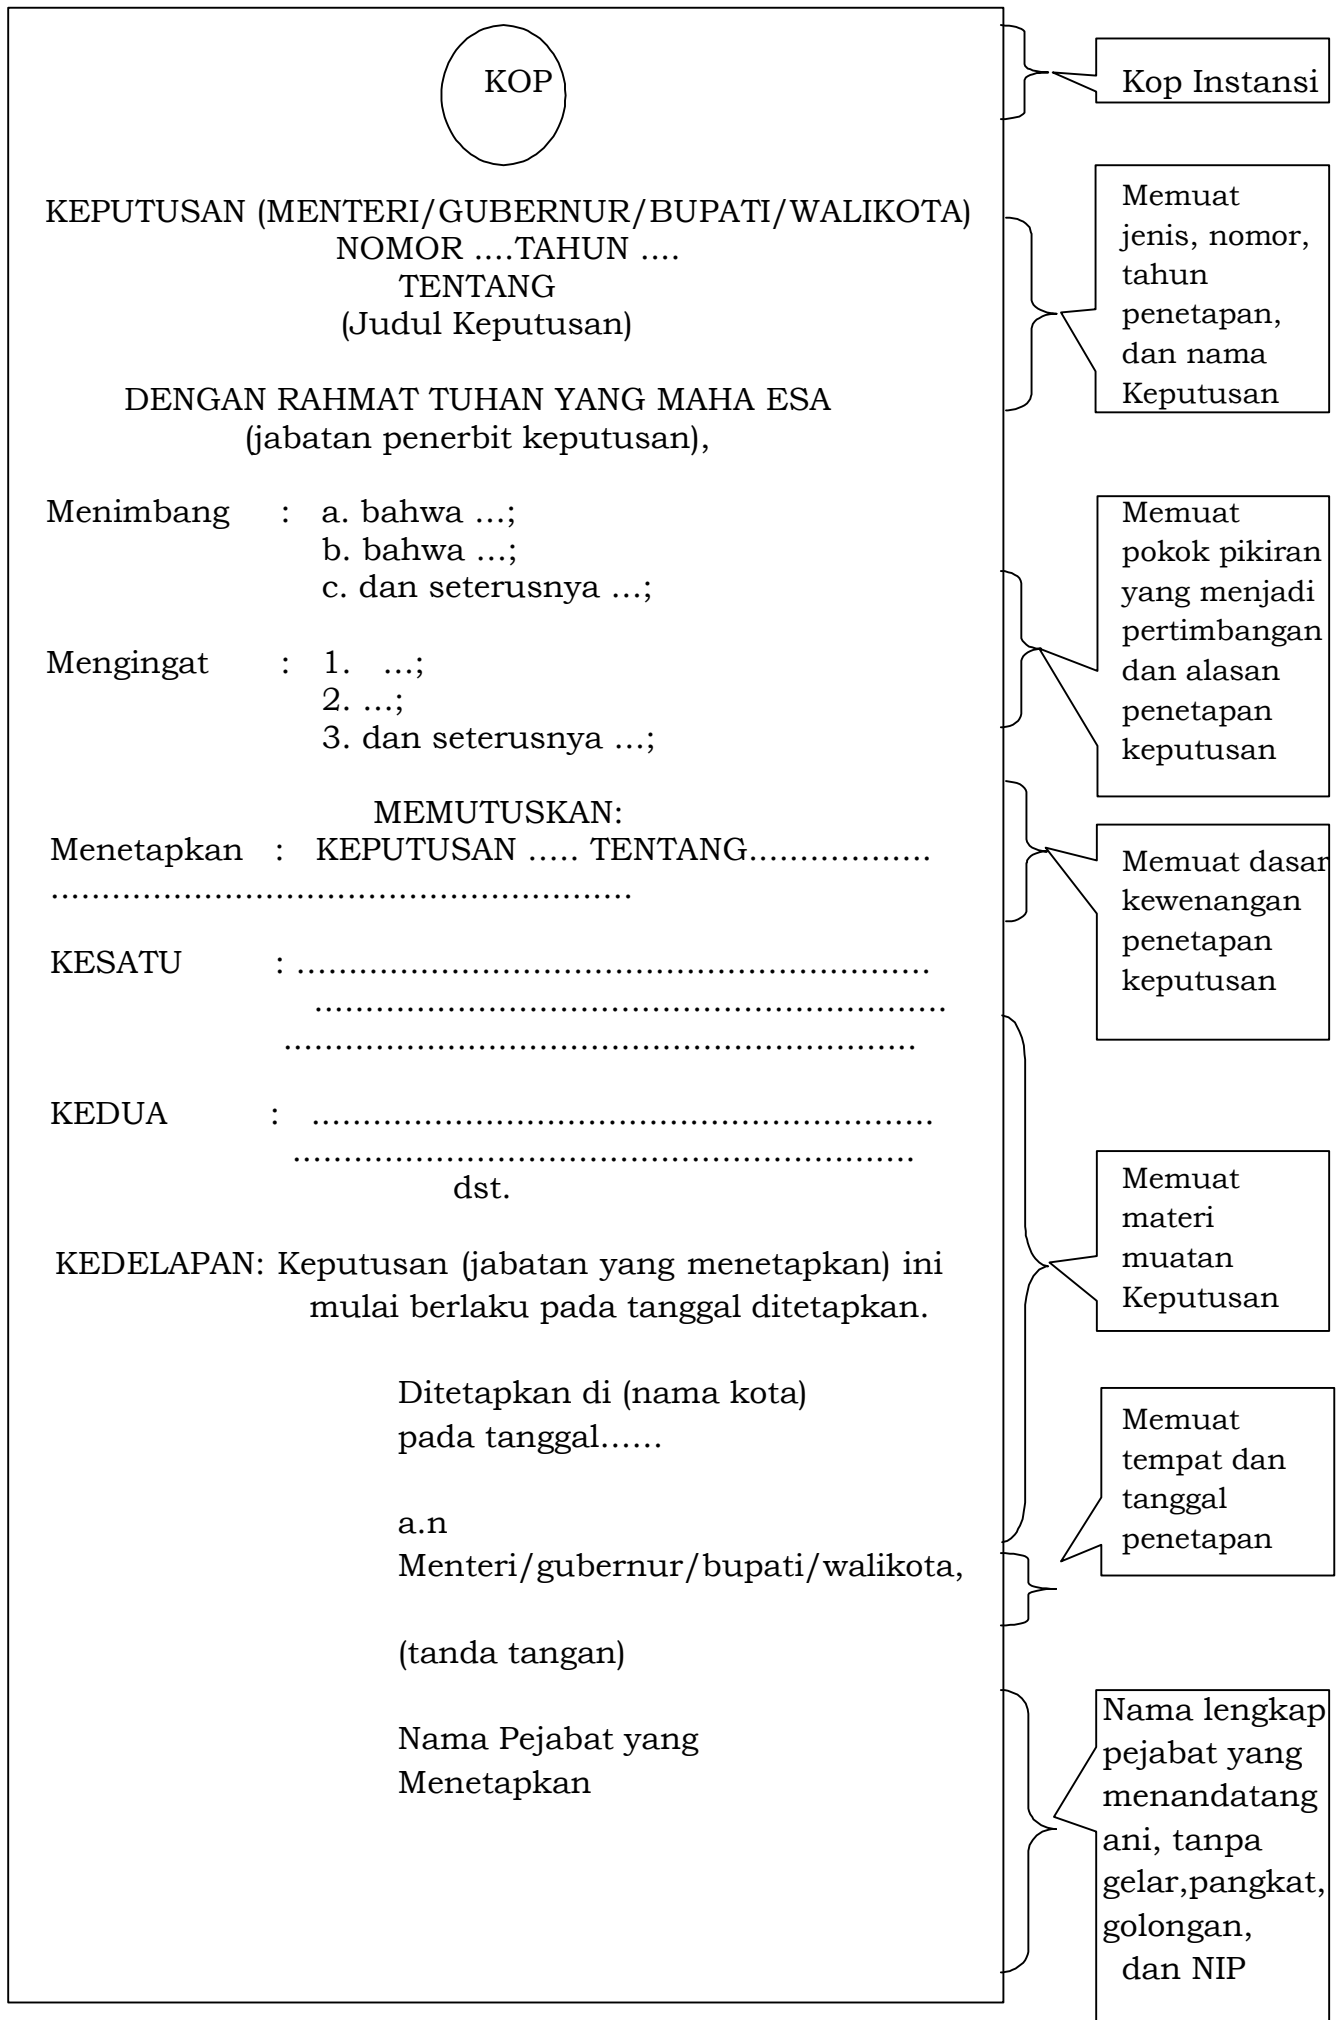 KOP
Kop Instansi
KEPUTUSAN (MENTERI/GUBERNUR/BUPATI/WALIKOTA)
NOMOR ....TAHUN ....
TENTANG
(Judul Keputusan)
Memuat
jenis, nomor,
tahun
penetapan,
dan nama
Keputusan
DENGAN RAHMAT TUHAN YANG MAHA ESA
(jabatan penerbit keputusan),
Menimbang : a. bahwa ...;
b. bahwa ...;
c. dan seterusnya ...;
Mengingat : 1. ...;
2. ...;
3. dan seterusnya ...;
Memuat
pokok pikiran
yang menjadi
pertimbangan
dan alasan
penetapan
keputusan
MEMUTUSKAN:
Menetapkan : KEPUTUSAN ..... TENTANG..................
........................................................
Memuat dasar
kewenangan
penetapan
keputusan
KESATU : .............................................................
.............................................................
.............................................................
KEDUA : ............................................................
............................................................
dst.
KEDELAPAN: Keputusan (jabatan yang menetapkan) ini
mulai berlaku pada tanggal ditetapkan.
Memuat
materi
muatan
Keputusan
Ditetapkan di (nama kota)
pada tanggal......
Memuat
tempat dan
tanggal
penetapan
a.n
Menteri/gubernur/bupati/walikota,
(tanda tangan)
Nama Pejabat yang
Menetapkan
Nama lengkap
pejabat yang
menandatang
ani, tanpa
gelar,pangkat,
golongan,
dan NIP